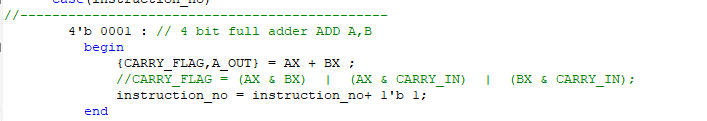 case(instruction_no)
//----------------------------------------------
4'b 0001 : // 4 bit full adder ADD A,B
begin
{CARRY_FLAG,A_OUT} = AX + BX ;
//CARRY_FLAG = (AX & BX)  |  (AX & CARRY_IN)  |  (BX & CARRY_IN);
instruction_no = instruction_no+ 1'b 1;
end